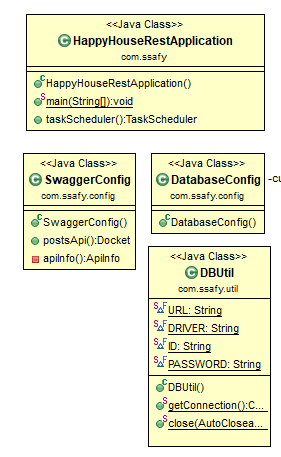 <<Java Class>>
HappyHouseRestApplication
com.ssafy
HappyHouseRestApplication()
main(String[]):void
taskScheduler():TaskScheduler
<<Java Class>>
SwaggerConfig
com.ssafy.config
SwaggerConfig()
postsApi():Docket
apiInfo():ApiInfo
<<Java Class>>
DatabaseConfig
com.ssafy.config
DatabaseConfig()
<<Java Class>>
DBUtil
com.ssafy.util
URL: String
DRIVER: String
ID: String
PASSWORD: String
DBUtil()
getConnection():C...
close(AutoClosea...